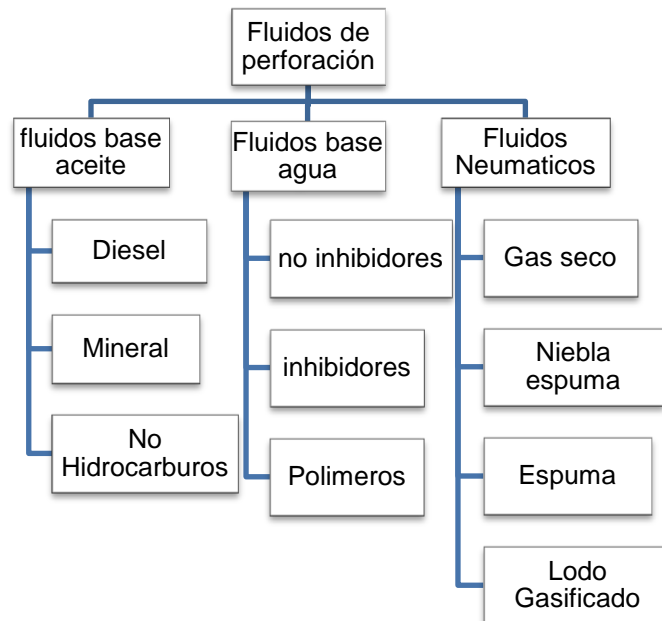 Fluidos de
perforación
fluidos base
aceite
Diesel
Mineral
No
Hidrocarburos
Fluidos base
agua
no inhibidores
inhibidores
Polimeros
Fluidos
Neumaticos
Gas seco
Niebla
espuma
Espuma
Lodo
Gasificado